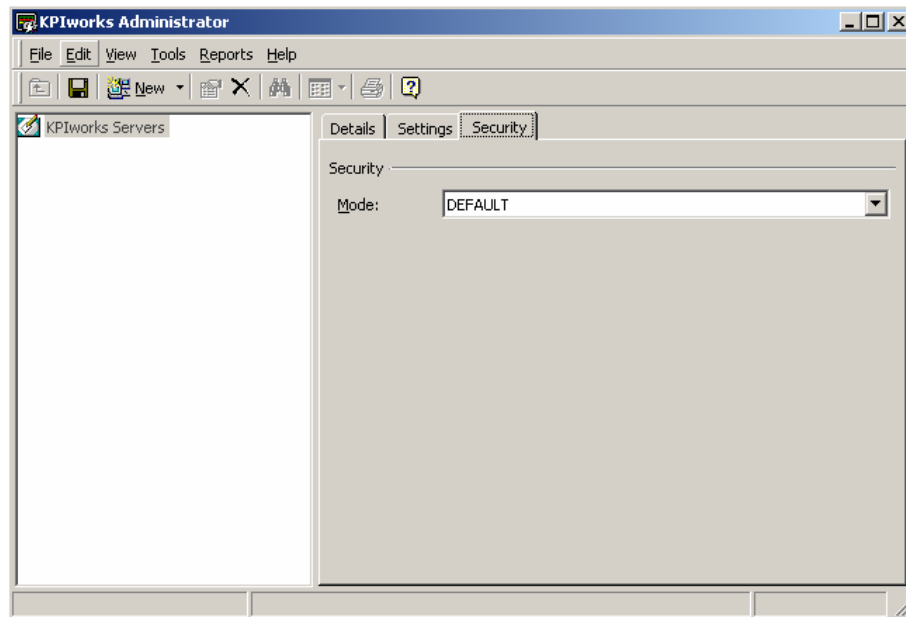 KPIworks Administrator
File Edit View Tools Reports Help
New
KPIworks Servers
Details Settings Security
Security
Mode: DEFAULT